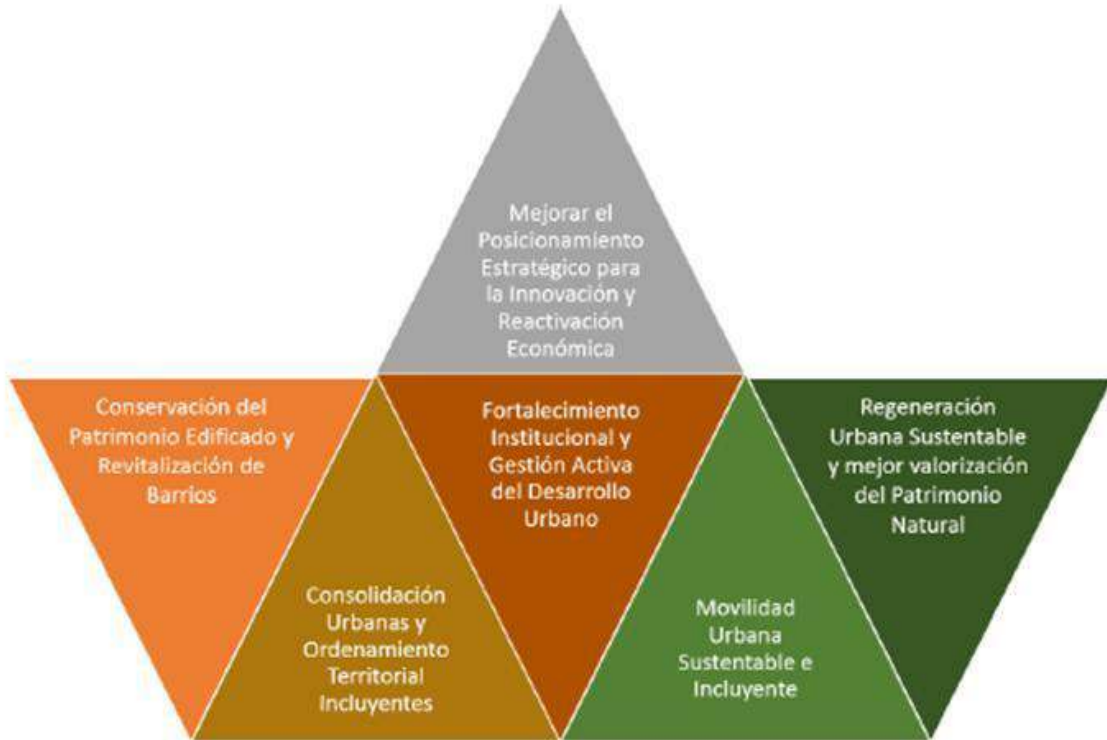 Mejorar el
Posicionamiento
Estratégico para
la Innovación y
Reactivación
Económica
Conservación del
Patrimonio Edificado y
Revitalización de
Barrios
Fortalecimiento
Institucional y
Gestión Activa
del Desarrollo
Urbano
Regeneración
Urbana Sustentable
y mejor valorización
del Patrimonio
Natural
Consolidación
Urbanas y
Ordenamiento
Territorial
Incluyentes
Movilidad
Urbana
Sustentable e
Incluyente